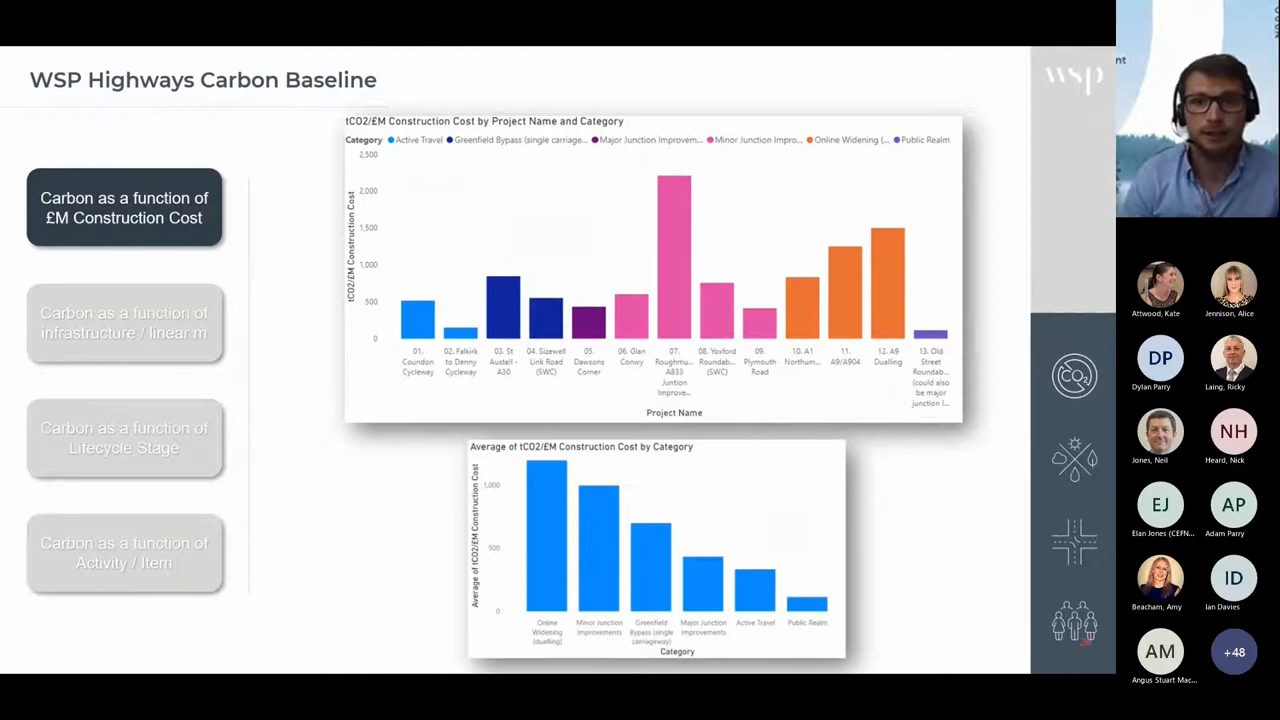 WSP Highways Carbon Baseline
wsp
Carbon as a function of
£M Construction Cost
Carbon as a function of
infrastructure / linear m
Carbon as a function of
Lifecycle Stage
Carbon as a function of
Activity / Item
tCO2/£M Construction Cost by Project Name and Category
Category Active Travel Greenfield Bypass (single carriage... Major Junction Improvem... Minor Junction Impro... Online Widening (... Public Realm
tCO2/£M Construction Cost
2,500
2,000
1,500
1,000
500
0
01. Coundon Cycleway
02. Falkirk to Denny Cycleway
03. St Austell - A30
04. Sizewell Link Road (SWC)
05. Dawsons Corner
06. Glan Conwy
07. Roughmu... A833 Juntion Improve...
08. Yoxford Roundab... (SWC)
09. Plymouth Road
10. A1 Northum...
11. A9/A904
12. A9 Dualling
13. Old Street Roundab... (could also be major junction I...
Project Name
Average of tCO2/£M Construction Cost by Category
Average of tCO2/£M Construction Cost
1,000
500
0
Online Widening (dualling)
Minor Junction Improvements
Greenfield Bypass (single carriageway)
Major Junction Improvements
Active Travel
Public Realm
Category
CO2
Attwood, Kate
Jennison, Alice
DP
Dylan Parry
Laing, Ricky
Jones, Neil
NH
Heard, Nick
EJ
Elan Jones (CEFN...
AP
Adam Parry
Beacham, Amy
ID
Ian Davies
AM
Angus Stuart Mac...
+48